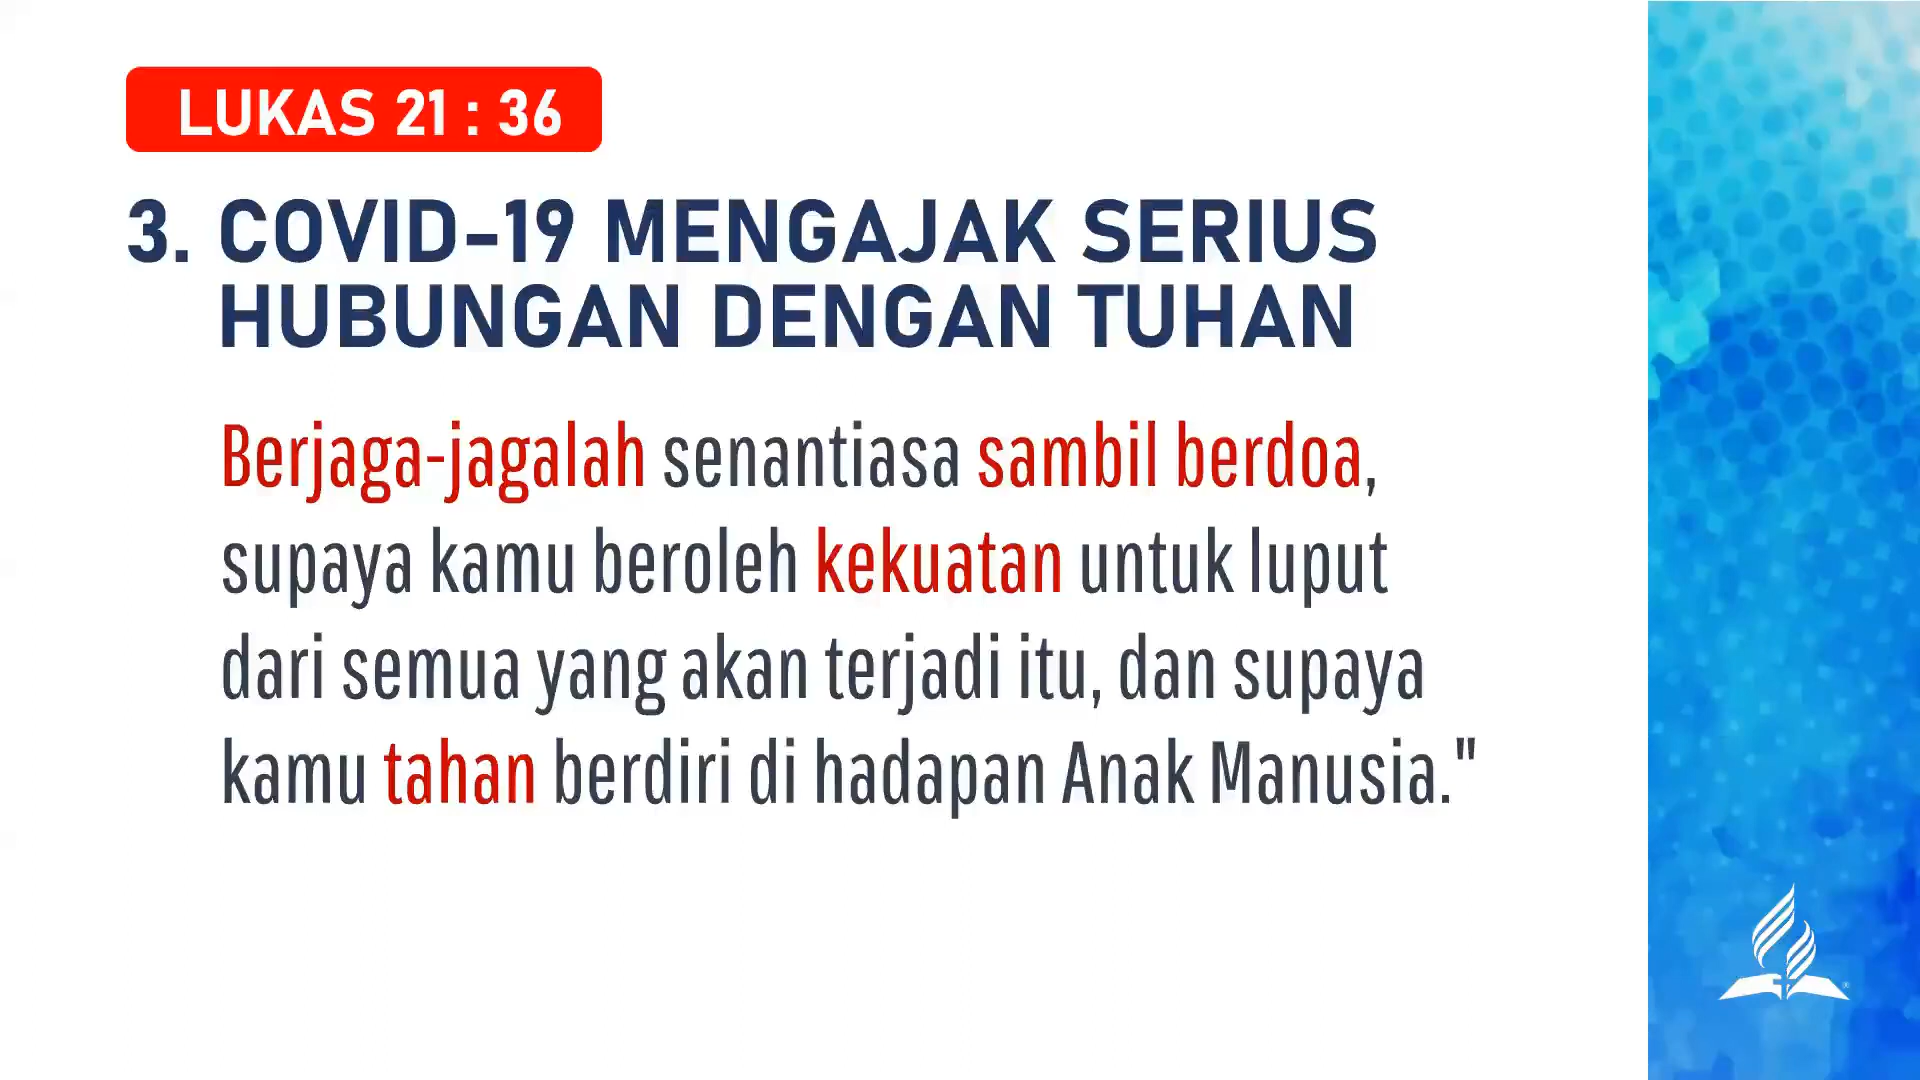 LUKAS 21 : 36
3. COVID-19 MENGAJAK SERIUS
HUBUNGAN DENGAN TUHAN
Berjaga-jagalah senantiasa sambil berdoa,
supaya kamu beroleh kekuatan untuk luput
dari semua yang akan terjadi itu, dan supaya
kamu tahan berdiri di hadapan Anak Manusia."